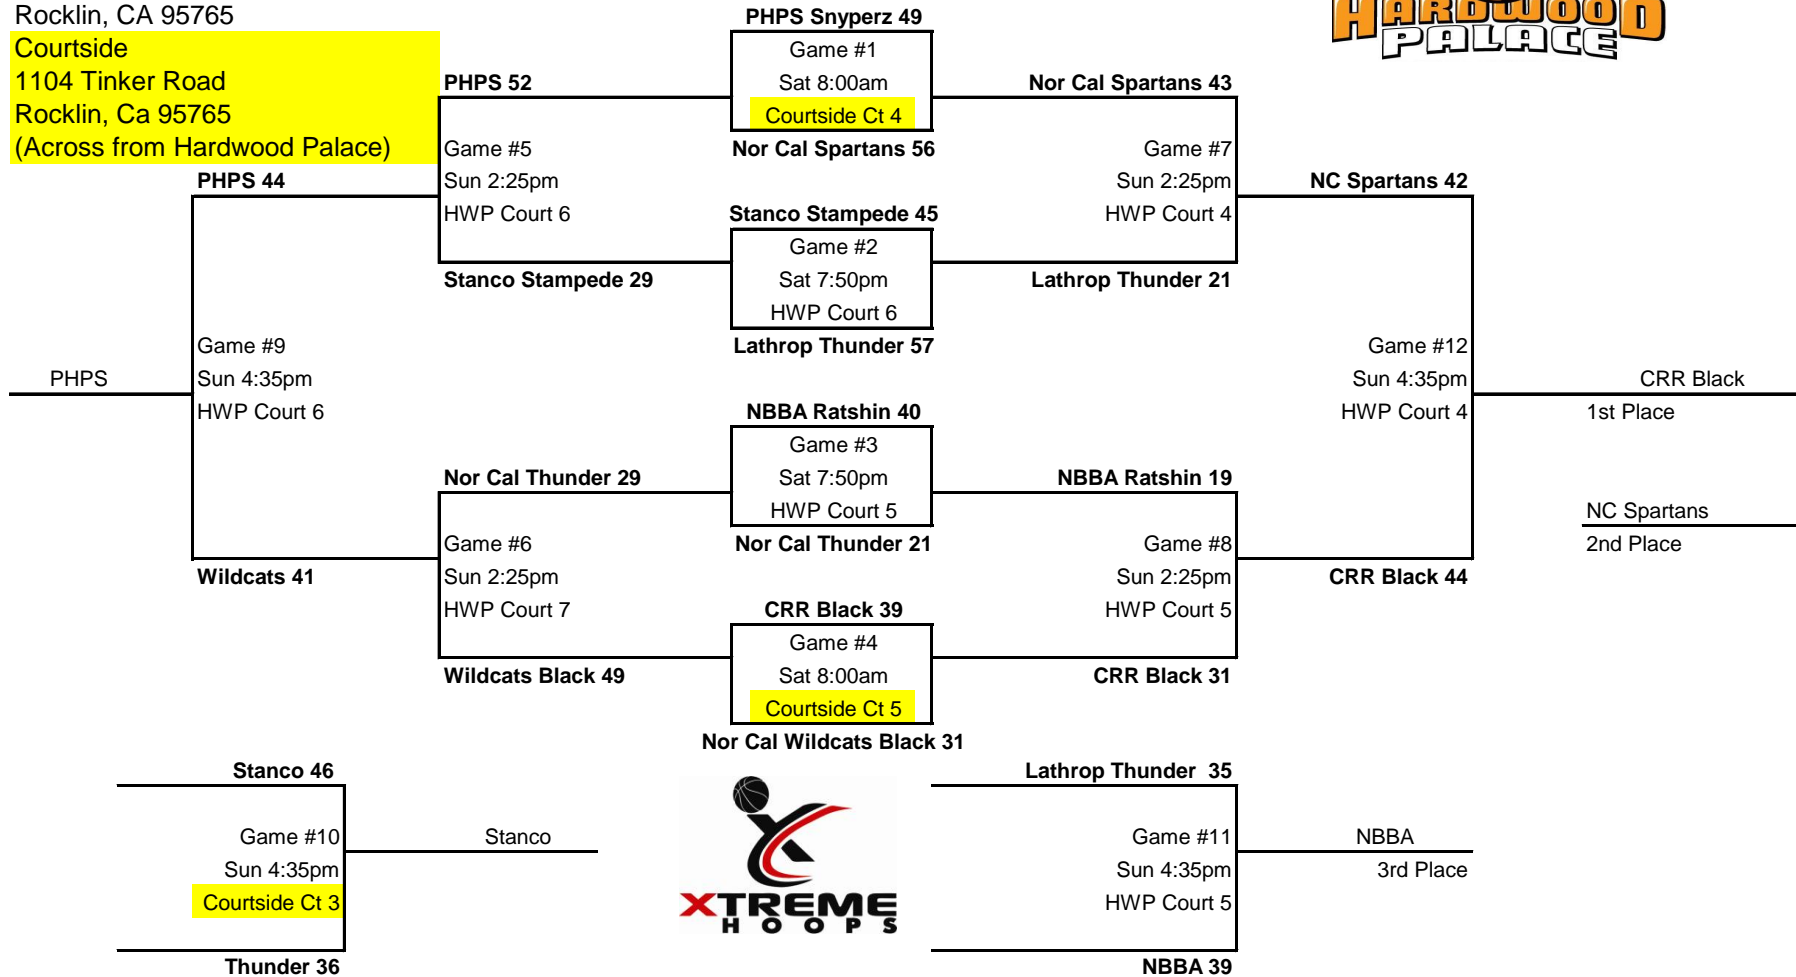 Rocklin, CA 95765
Courtside
1104 Tinker Road
Rocklin, Ca 95765
(Across from Hardwood Palace)
HARDWOOD
PALACE
PHPS Snyperz 49
Game #1
Sat 8:00am
Courtside Ct 4
Nor Cal Spartans 56
PHPS 52
Game #5
Sun 2:25pm
HWP Court 6
Stanco Stampede 29
Nor Cal Spartans 43
Game #7
Sun 2:25pm
HWP Court 4
Lathrop Thunder 21
PHPS 44
NC Spartans 42
Stanco Stampede 45
Game #2
Sat 7:50pm
HWP Court 6
Lathrop Thunder 57
PHPS
Game #9
Sun 4:35pm
HWP Court 6
Wildcats 41
Game #12
Sun 4:35pm
HWP Court 4
CRR Black 44
CRR Black
1st Place
NC Spartans
2nd Place
NBBA Ratshin 40
Game #3
Sat 7:50pm
HWP Court 5
Nor Cal Thunder 21
Nor Cal Thunder 29
Game #6
Sun 2:25pm
HWP Court 7
Wildcats Black 49
NBBA Ratshin 19
Game #8
Sun 2:25pm
HWP Court 5
CRR Black 31
CRR Black 39
Game #4
Sat 8:00am
Courtside Ct 5
Nor Cal Wildcats Black 31
Stanco 46
Game #10
Sun 4:35pm
Courtside Ct 3
Thunder 36
Stanco
XTREME
HOOPS
Lathrop Thunder 35
Game #11
Sun 4:35pm
HWP Court 5
NBBA 39
NBBA
3rd Place